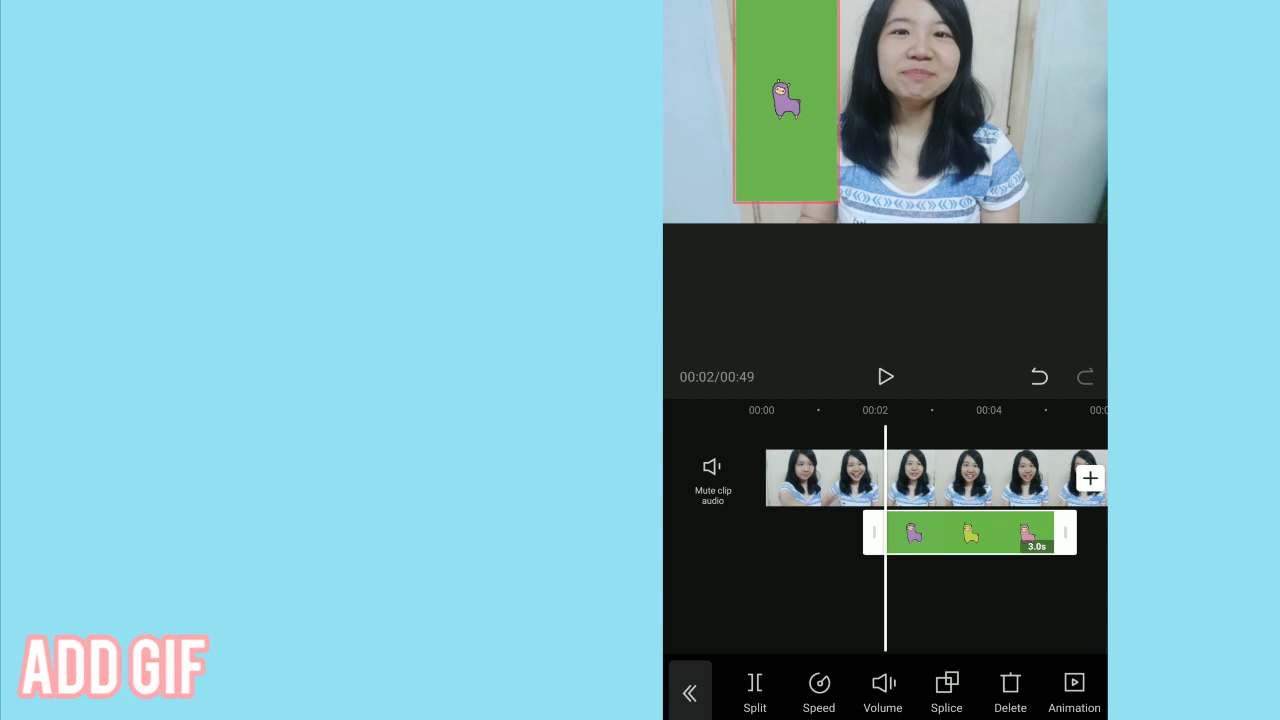 00:02/00:49
00:00 00:02 00:04
Mute clip
audio
3.0s
ADD GIF
Split Speed Volume Splice Delete Animation